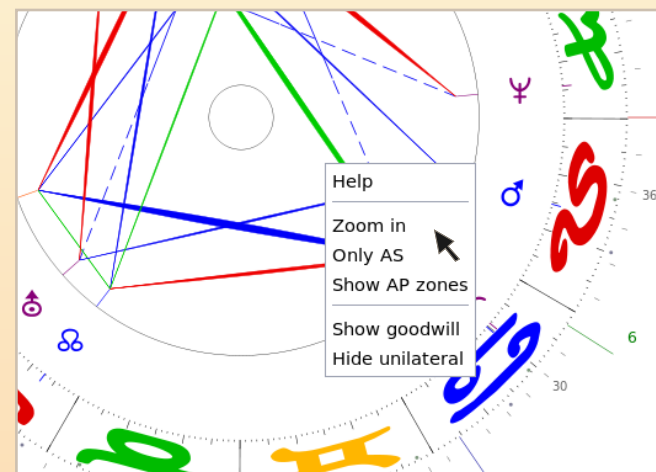 36
Help
Zoom in
Only AS
Show AP zones
Show goodwill
Hide unilateral
6
30